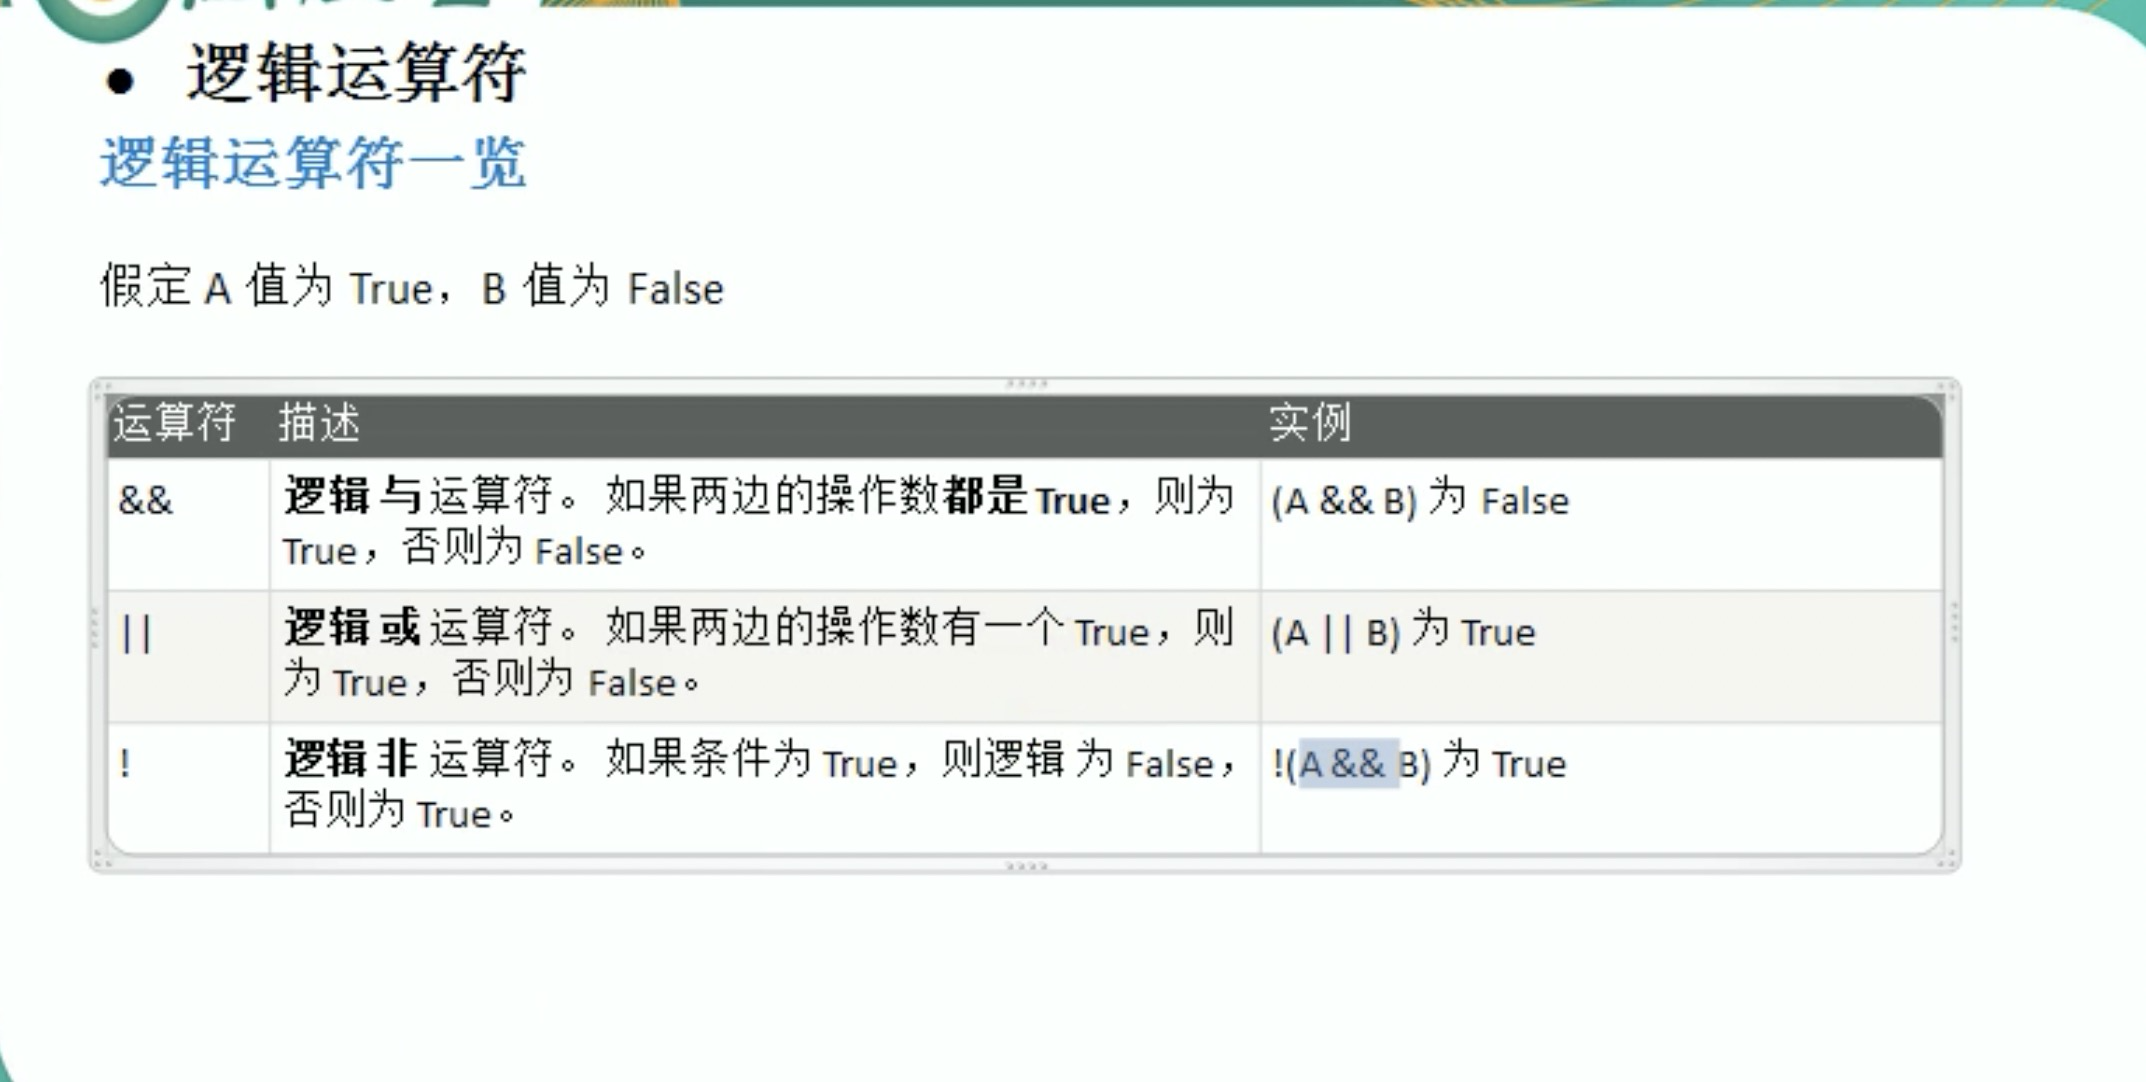 • 逻辑运算符
逻辑运算符一览
假定 A 值为 True，B 值为 False
运算符 描述 实例
&& 逻辑 与 运算符。 如果两边的操作数都是 True，则为 (A && B) 为 False
True，否则为 False。
|| 逻辑 或 运算符。 如果两边的操作数有一个 True，则 (A || B) 为 True
为 True，否则为 False。
! 逻辑 非 运算符。 如果条件为 True，则逻辑 为 False， !(A && B) 为 True
否则为 True。